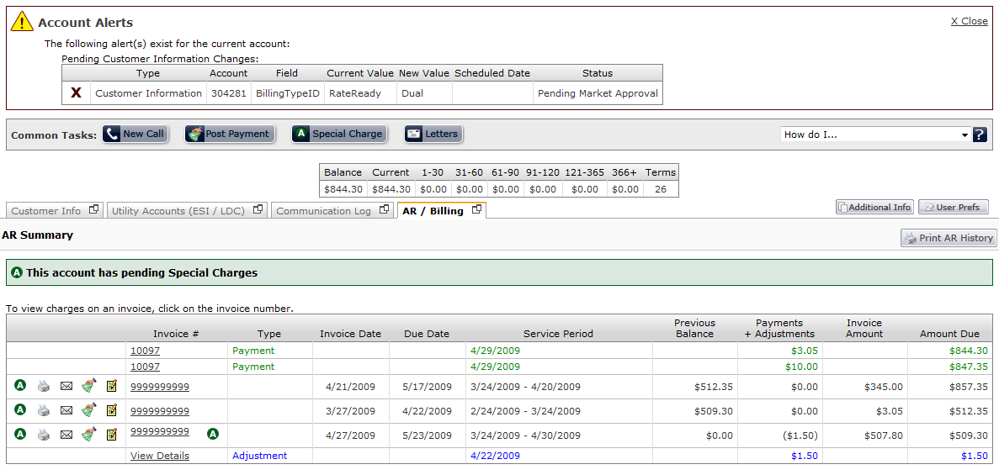 Account Alerts
X Close
The following alert(s) exist for the current account:
Pending Customer Information Changes:
Type Account Field Current Value New Value Scheduled Date Status
X Customer Information 304281 BillingTypeID RateReady Dual Pending Market Approval
Common Tasks: New Call Post Payment A Special Charge Letters How do I... ?
Balance Current 1-30 31-60 61-90 91-120 121-365 366+ Terms
$844.30 $844.30 $0.00 $0.00 $0.00 $0.00 $0.00 $0.00 26
Customer Info Utility Accounts (ESI / LDC) Communication Log AR / Billing Additional Info User Prefs
AR Summary
Print AR History
A This account has pending Special Charges
To view charges on an invoice, click on the invoice number.
Invoice # Type Invoice Date Due Date Service Period Previous Balance Payments + Adjustments Invoice Amount Amount Due
10097 Payment 4/29/2009 $3.05 $844.30
10097 Payment 4/29/2009 $10.00 $847.35
A 9999999999 4/21/2009 5/17/2009 3/24/2009 - 4/20/2009 $512.35 $0.00 $345.00 $857.35
A 9999999999 3/27/2009 4/22/2009 2/24/2009 - 3/24/2009 $509.30 $0.00 $3.05 $512.35
A 9999999999 A 4/27/2009 5/23/2009 3/24/2009 - 4/30/2009 $0.00 ($1.50) $507.80 $509.30
View Details Adjustment 4/22/2009 $1.50 $1.50